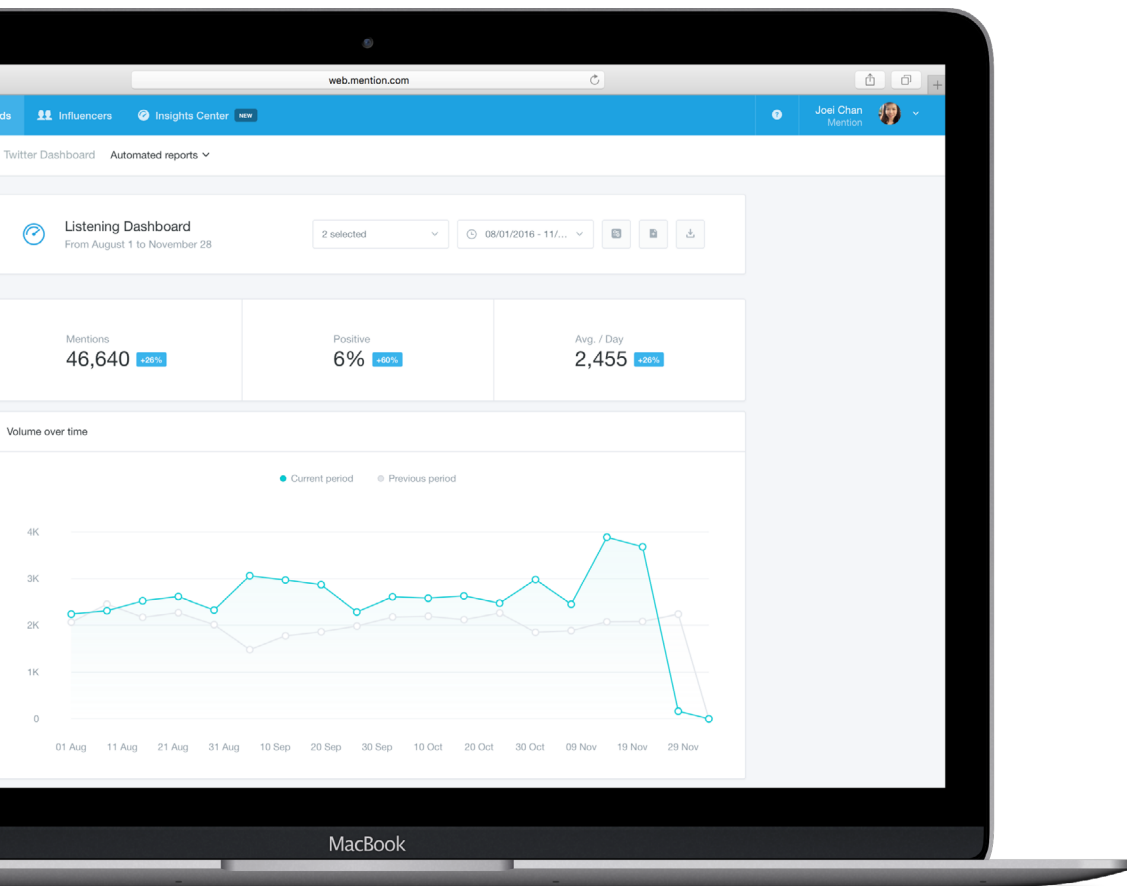 web.mention.com
ds Influencers Insights Center NEW Joei Chan
Mention
Twitter Dashboard Automated reports
Listening Dashboard
From August 1 to November 28
2 selected
08/01/2016 - 11/...
Mentions
46,640 +26%
Positive
6% +60%
Avg. / Day
2,455 +26%
Volume over time
Current period Previous period
4K
3K
2K
1K
0
01 Aug 11 Aug 21 Aug 31 Aug 10 Sep 20 Sep 30 Sep 10 Oct 20 Oct 30 Oct 09 Nov 19 Nov 29 Nov
MacBook